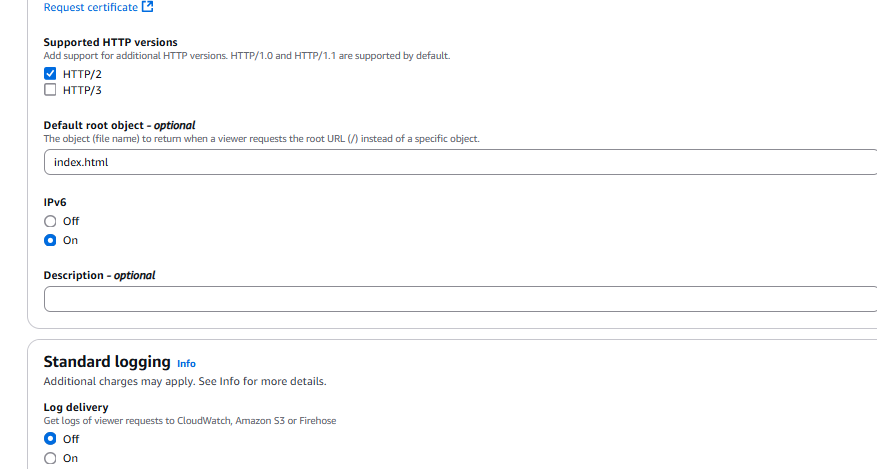 Request certificate
Supported HTTP versions
Add support for additional HTTP versions. HTTP/1.0 and HTTP/1.1 are supported by default.
HTTP/2
HTTP/3
Default root object - optional
The object (file name) to return when a viewer requests the root URL (/) instead of a specific object.
index.html
IPv6
Off
On
Description - optional
Standard logging Info
Additional charges may apply. See Info for more details.
Log delivery
Get logs of viewer requests to CloudWatch, Amazon S3 or Firehose
Off
On